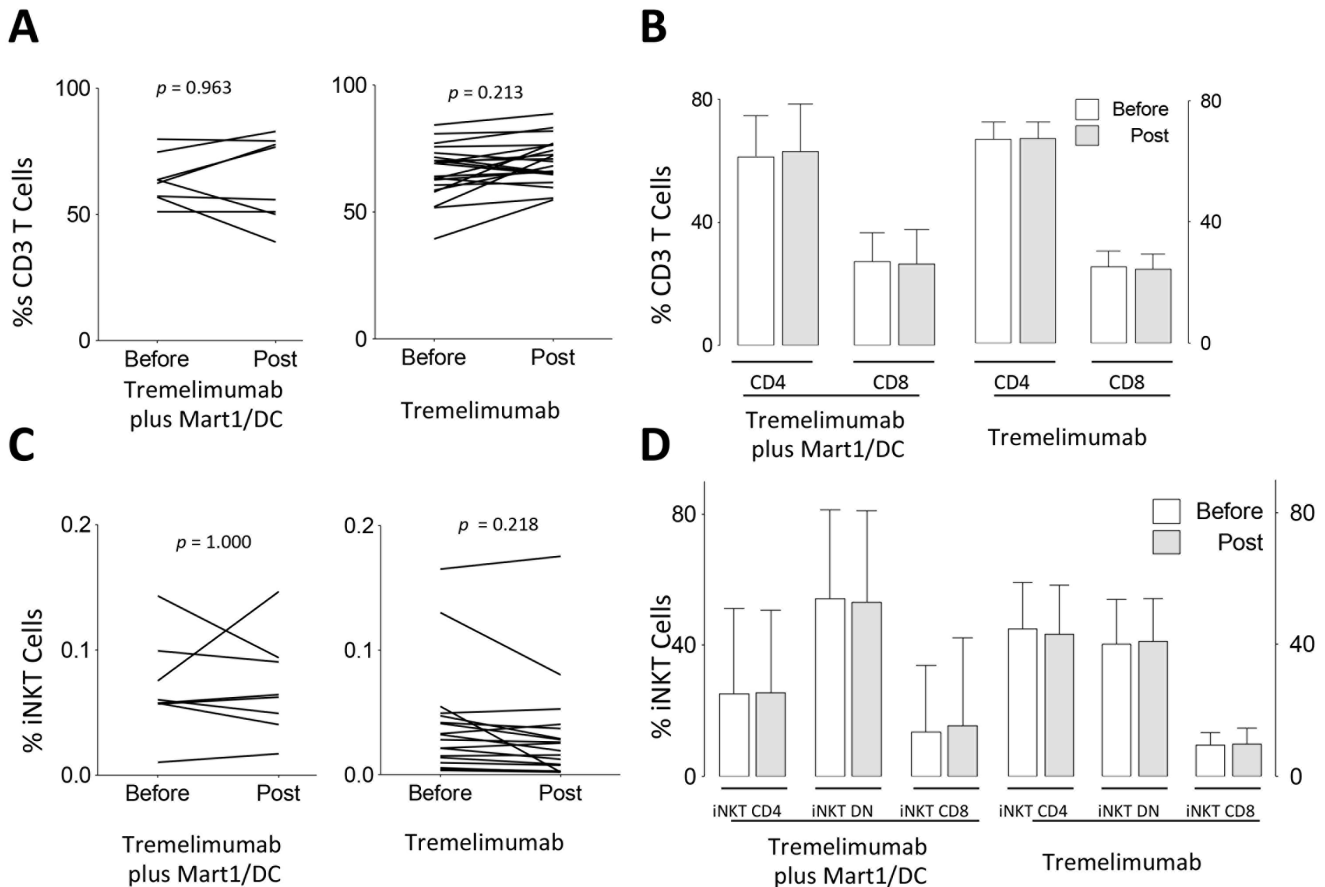 A
%s CD3 T Cells
100
50
0
p = 0.963
Before
Post
Tremelimumab
plus Mart1/DC
100
50
0
p = 0.213
Before
Post
Tremelimumab
B
% CD3 T Cells
80
40
0
Before
Post
80
40
0
CD4
CD8
CD4
CD8
Tremelimumab
plus Mart1/DC
Tremelimumab
C
% iNKT Cells
0.2
0.1
0.0
p = 1.000
Before
Post
Tremelimumab
plus Mart1/DC
0.2
0.1
0.0
p = 0.218
Before
Post
Tremelimumab
D
% iNKT Cells
80
40
0
Before
Post
80
40
0
iNKT CD4
iNKT DN
iNKT CD8
iNKT CD4
iNKT DN
iNKT CD8
Tremelimumab
plus Mart1/DC
Tremelimumab